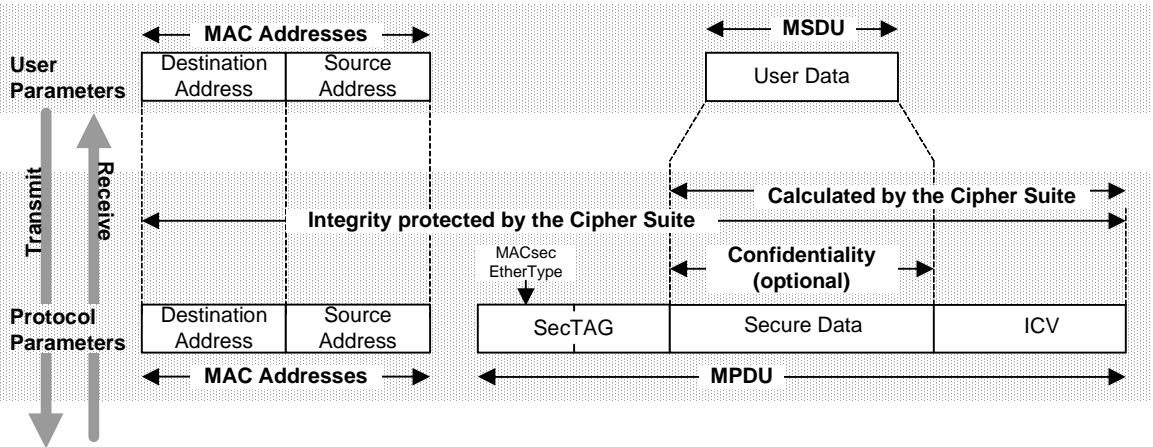 MAC Addresses
MSDU
User
Parameters
Destination
Address
Source
Address
User Data
Transmit
Receive
Calculated by the Cipher Suite
Integrity protected by the Cipher Suite
MACsec
EtherType
Confidentiality
(optional)
Protocol
Parameters
Destination
Address
Source
Address
SecTAG
Secure Data
ICV
MAC Addresses
MPDU